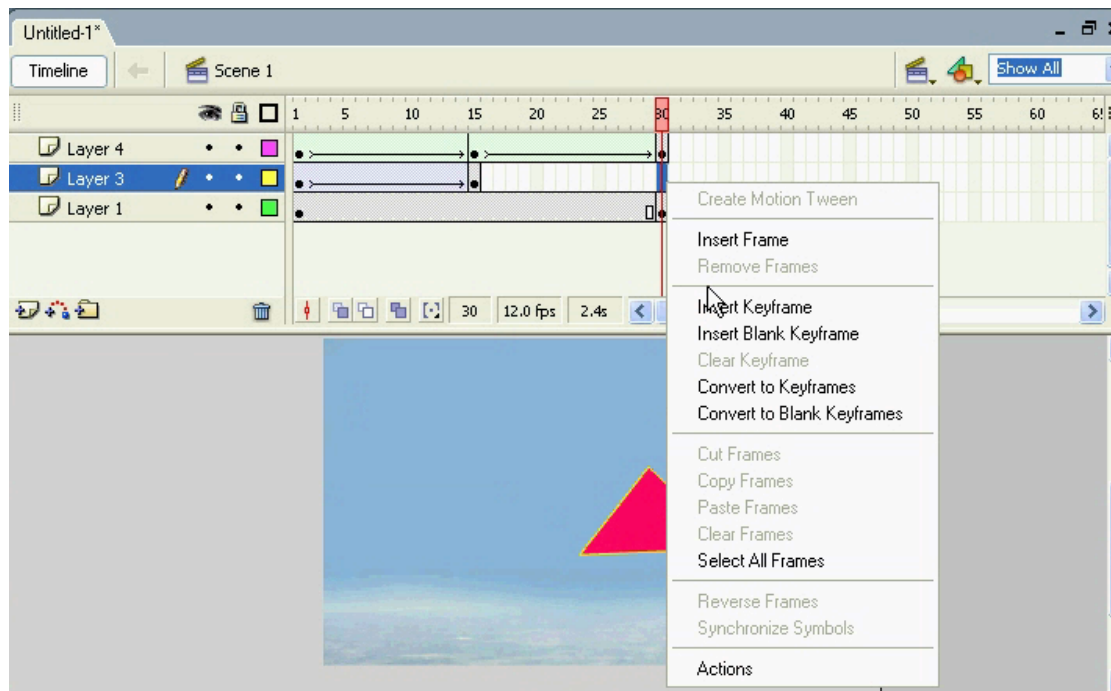 Untitled-1*
Timeline Scene 1 Show All
1 5 10 15 20 25 30 35 40 45 50 55 60 65
Layer 4
Layer 3
Layer 1
30 12.0 fps 2.4s
Create Motion Tween
Insert Frame
Remove Frames
Insert Keyframe
Insert Blank Keyframe
Clear Keyframe
Convert to Keyframes
Convert to Blank Keyframes
Cut Frames
Copy Frames
Paste Frames
Clear Frames
Select All Frames
Reverse Frames
Synchronize Symbols
Actions